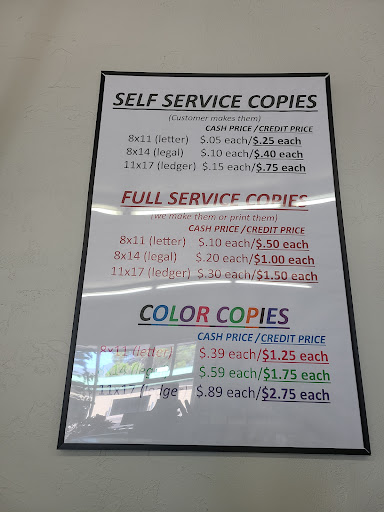 SELF SERVICE COPIES
(Customer makes them)
CASH PRICE /CREDIT PRICE
8x11 (letter) $.05 each/$.25 each
8x14 (legal) $.10 each/$.40 each
11x17 (ledger) $.15 each/$.75 each
FULL SERVICE COPIES
(We make them or print them)
CASH PRICE /CREDIT PRICE
8x11 (letter) $.10 each/$.50 each
8x14 (legal) $.20 each/$1.00 each
11x17 (ledger) $.30 each/$1.50 each
COLOR COPIES
CASH PRICE /CREDIT PRICE
8x11 (letter) $.39 each/$1.25 each
$.59 each/$1.75 each
11x17 (ledger) $.89 each/$2.75 each